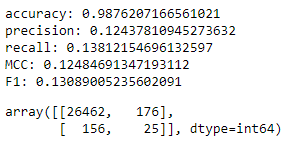 accuracy: 0.9876207166561021
precision: 0.12437810945273632
recall: 0.13812154696132597
MCC: 0.12484691347193112
F1: 0.13089005235602091
array([[26462, 176],
[ 156, 25]], dtype=int64)